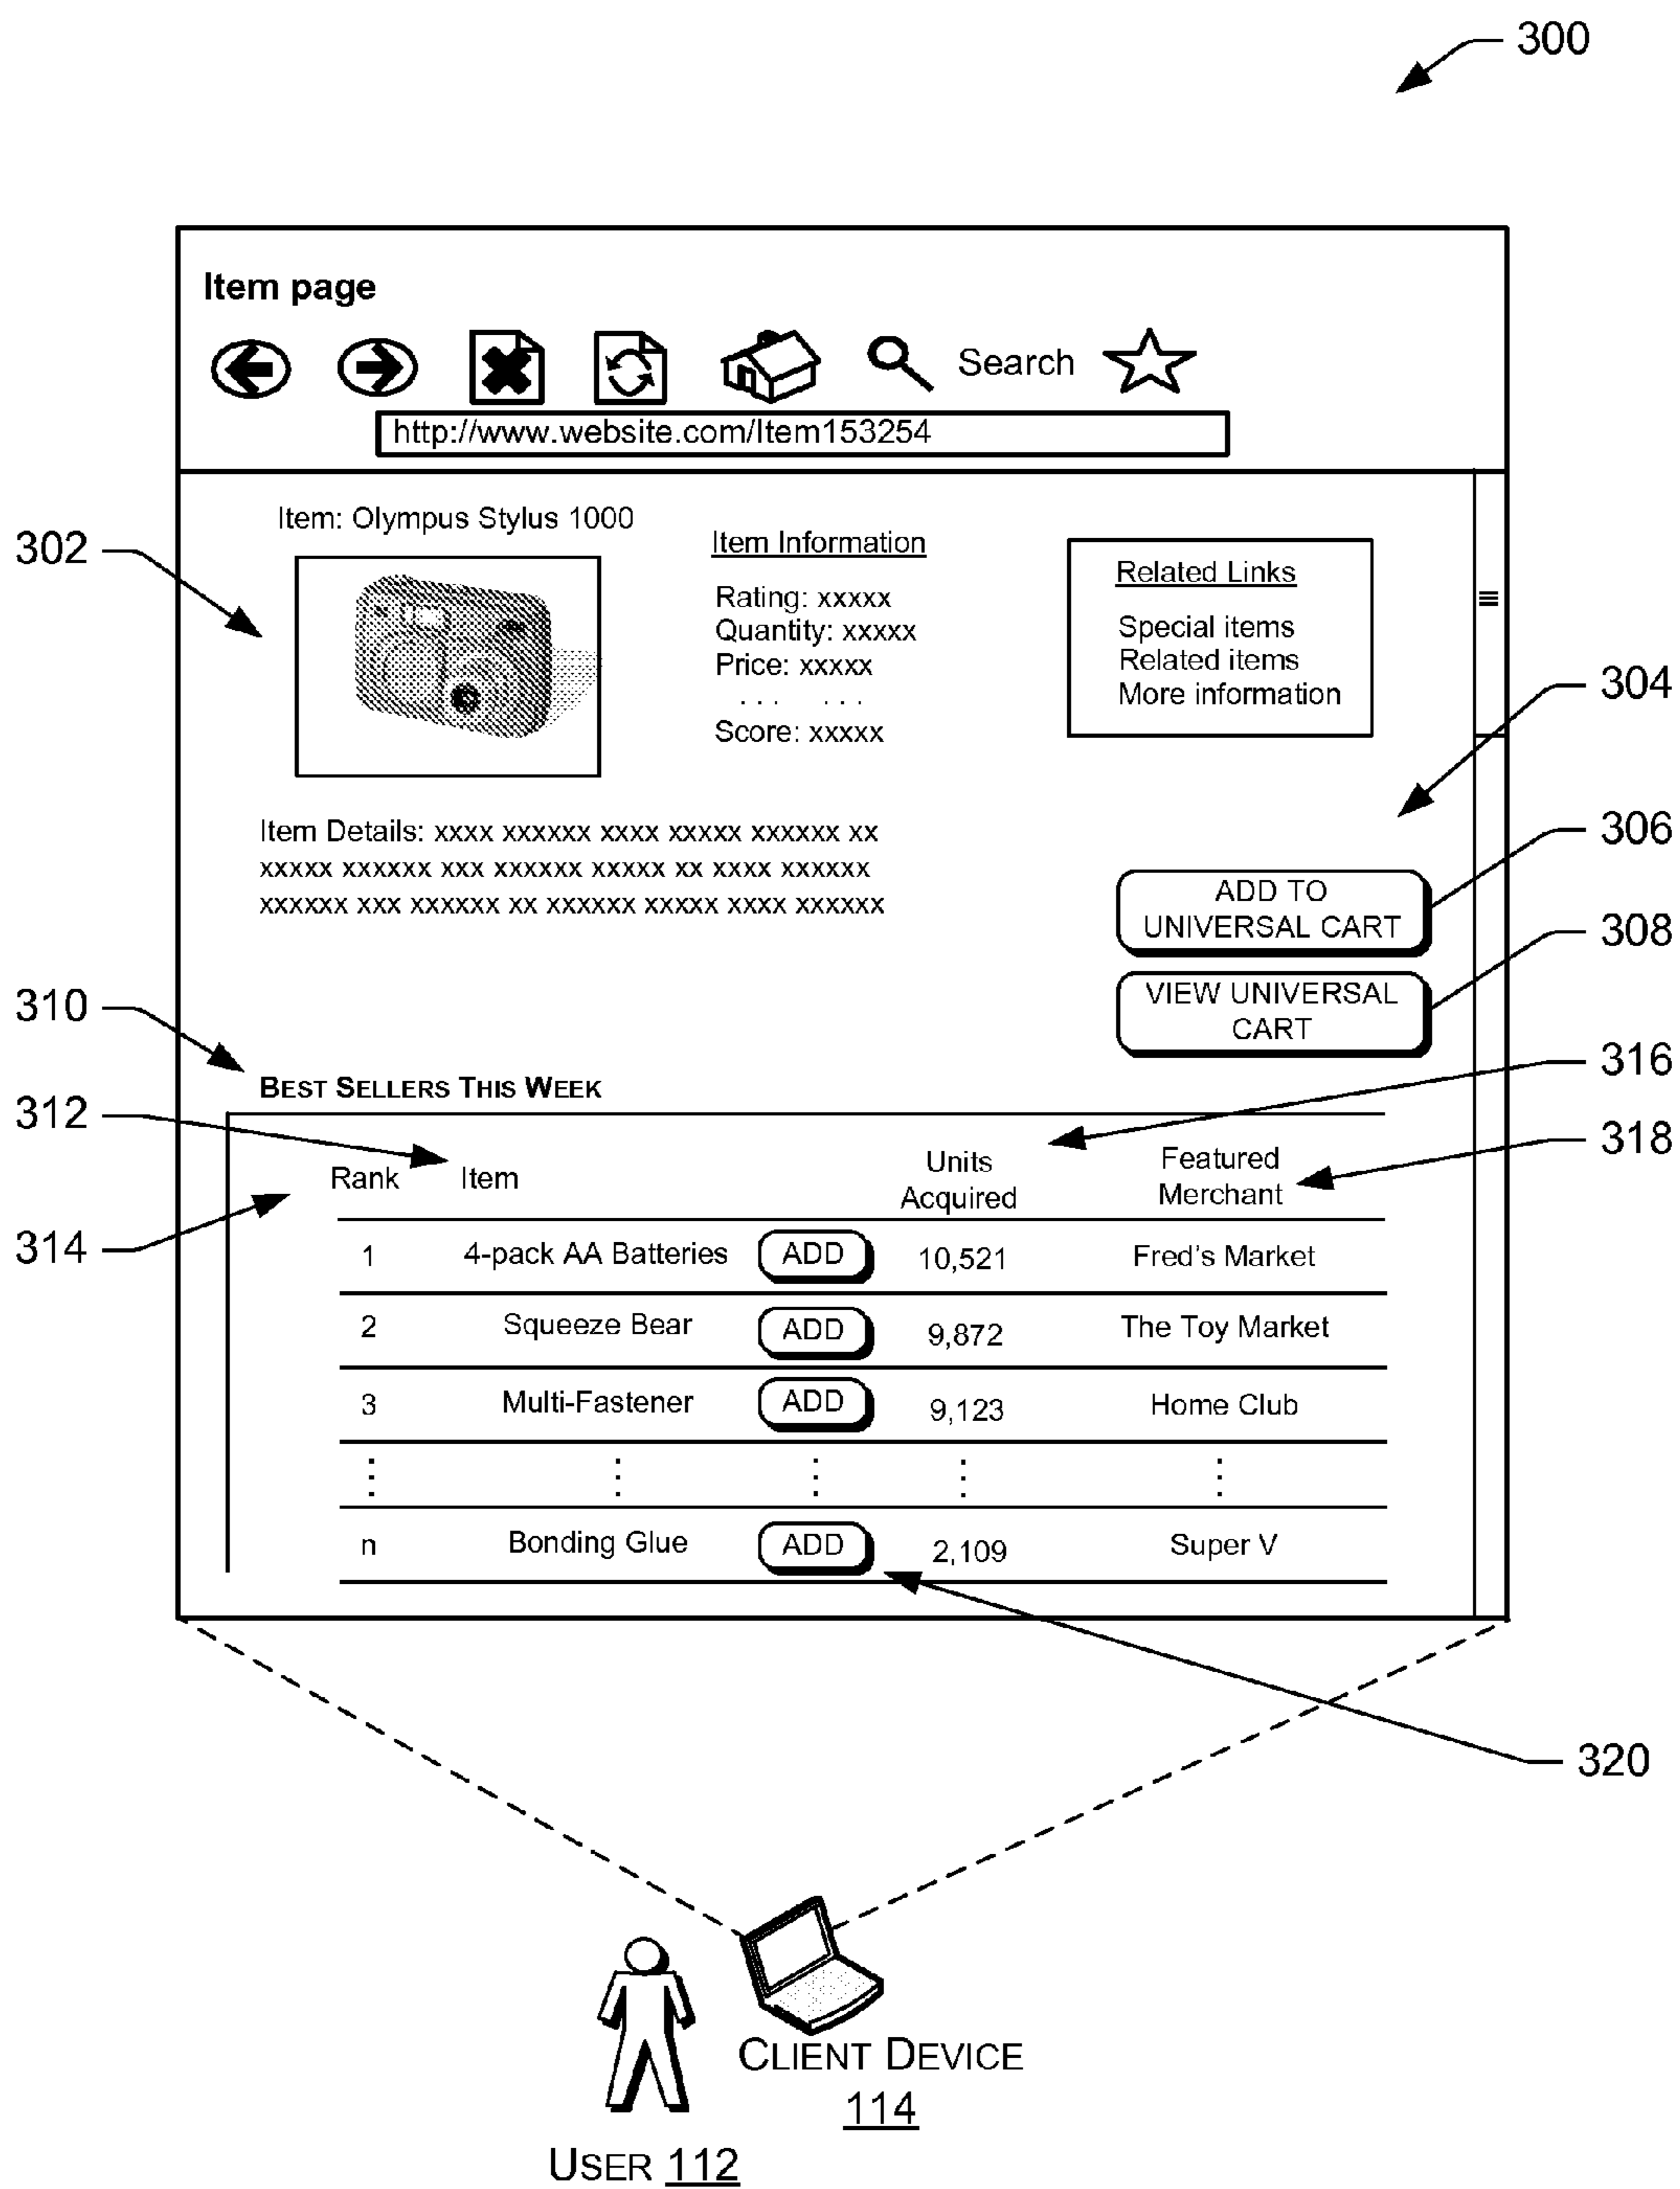 300
Item page
Search
http://www.website.com/Item153254
302
Item: Olympus Stylus 1000
Item Information
Rating: xxxxx
Quantity: xxxxx
Price: xxxxx
... ...
Score: xxxxx
Related Links
Special items
Related items
More information
304
Item Details: xxxx xxxxxx xxxx xxxxx xxxxxx xx
xxxxx xxxxxx xxx xxxxxx xxxxx xx xxxx xxxxxx
xxxxxx xxx xxxxxx xx xxxxxx xxxxx xxxx xxxxxx
306
ADD TO
UNIVERSAL CART
308
VIEW UNIVERSAL
CART
310
BEST SELLERS THIS WEEK
316
312
318
314
Rank Item Units Acquired Featured Merchant
1 4-pack AA Batteries ADD 10,521 Fred's Market
2 Squeeze Bear ADD 9,872 The Toy Market
3 Multi-Fastener ADD 9,123 Home Club
n Bonding Glue ADD 2,109 Super V
320
CLIENT DEVICE
114
USER 112